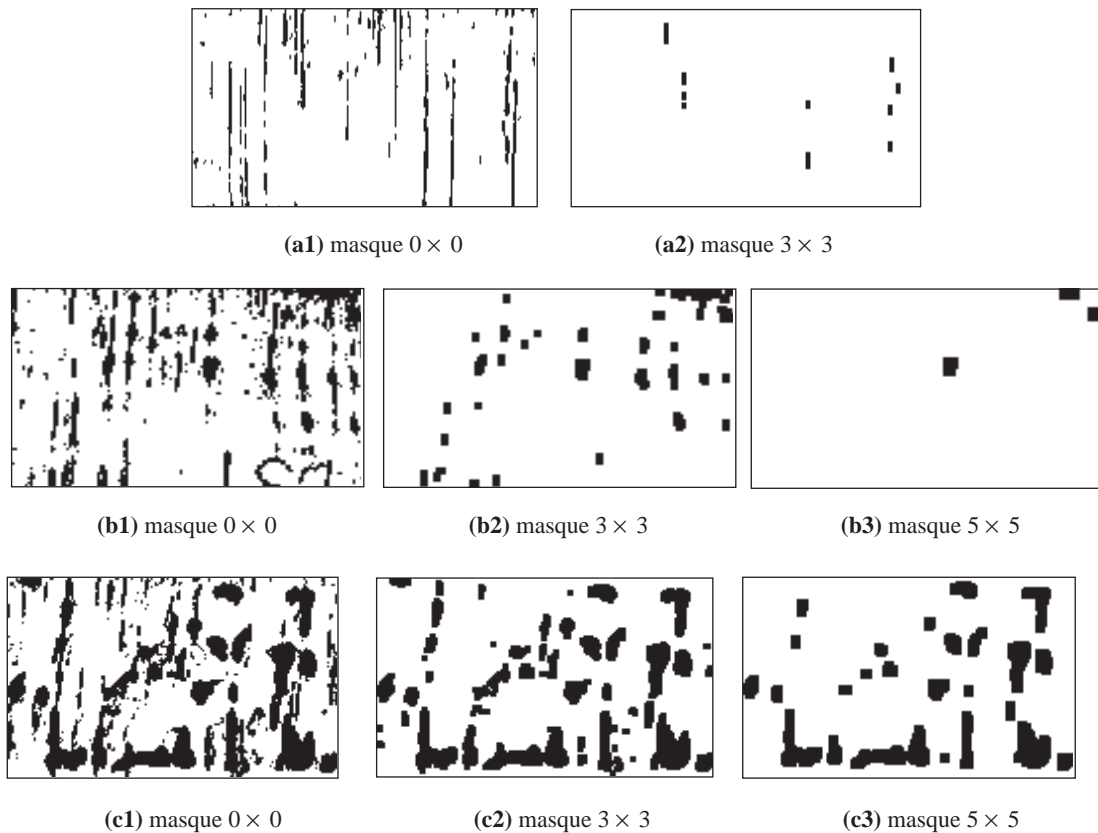 (a1) masque 0 × 0 (a2) masque 3 × 3
(b1) masque 0 × 0 (b2) masque 3 × 3 (b3) masque 5 × 5
(c1) masque 0 × 0 (c2) masque 3 × 3 (c3) masque 5 × 5